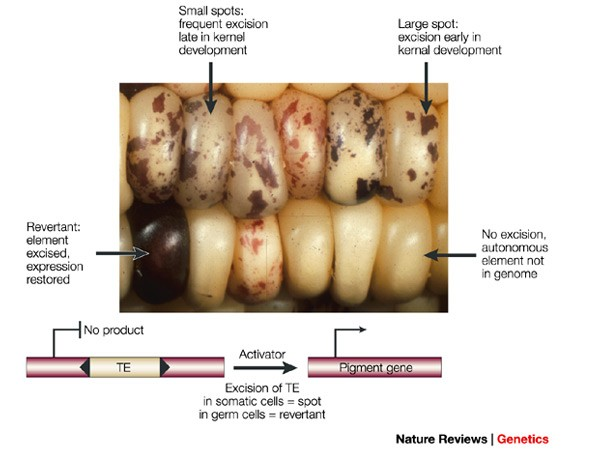 Small spots:
frequent excision
late in kernel
development
Large spot:
excision early in
kernal development
Revertant:
element
excised,
expression
restored
No excision,
autonomous
element not
in genome
No product
TE
Activator
Excision of TE
in somatic cells = spot
in germ cells = revertant
Pigment gene
Nature Reviews | Genetics